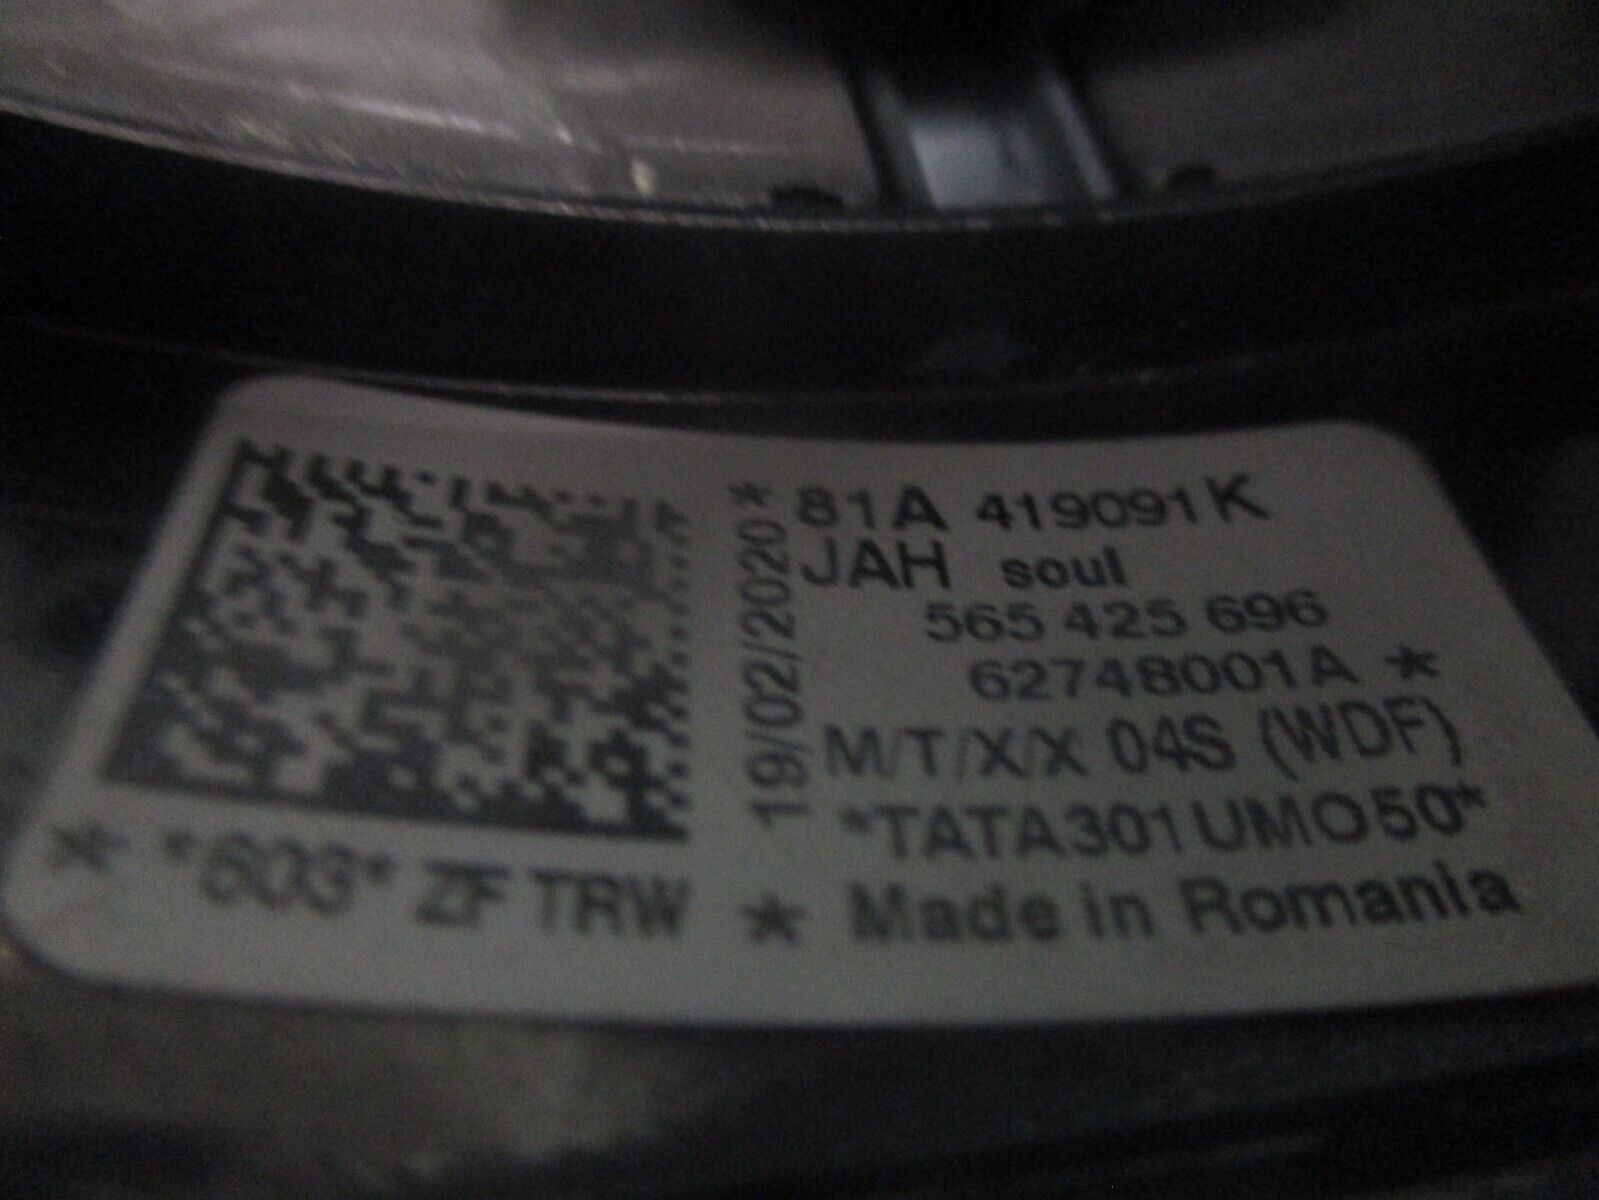 *81A 419091K
JAH soul
565 425 696
62748001A *
M/T/X/X 04S (WDF)
*TATA301UMO50*
19/02/2020
* *603* ZF TRW * Made in Romania